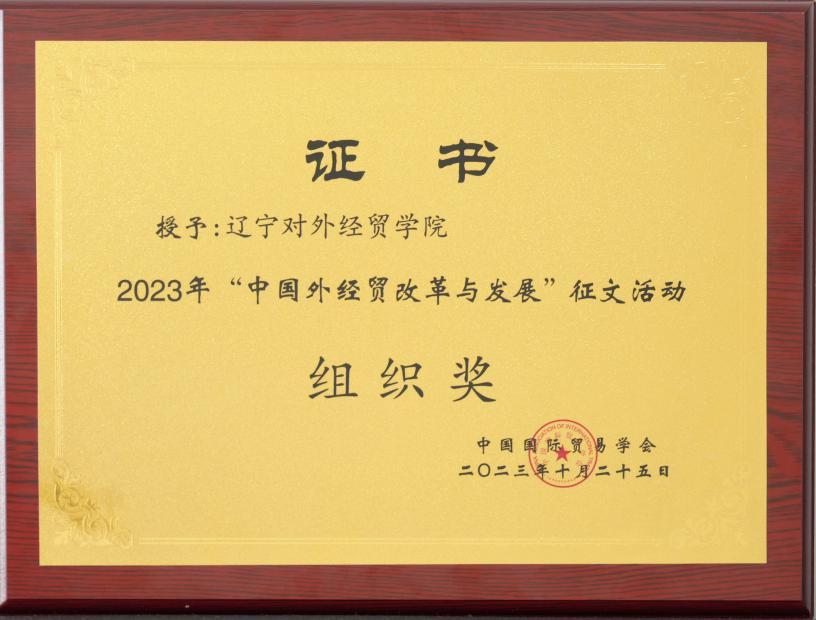 证 书
授予:辽宁对外经贸学院
2023年“中国外经贸改革与发展”征文活动
组织奖
中国国际贸易学会
二〇二三年十月二十五日